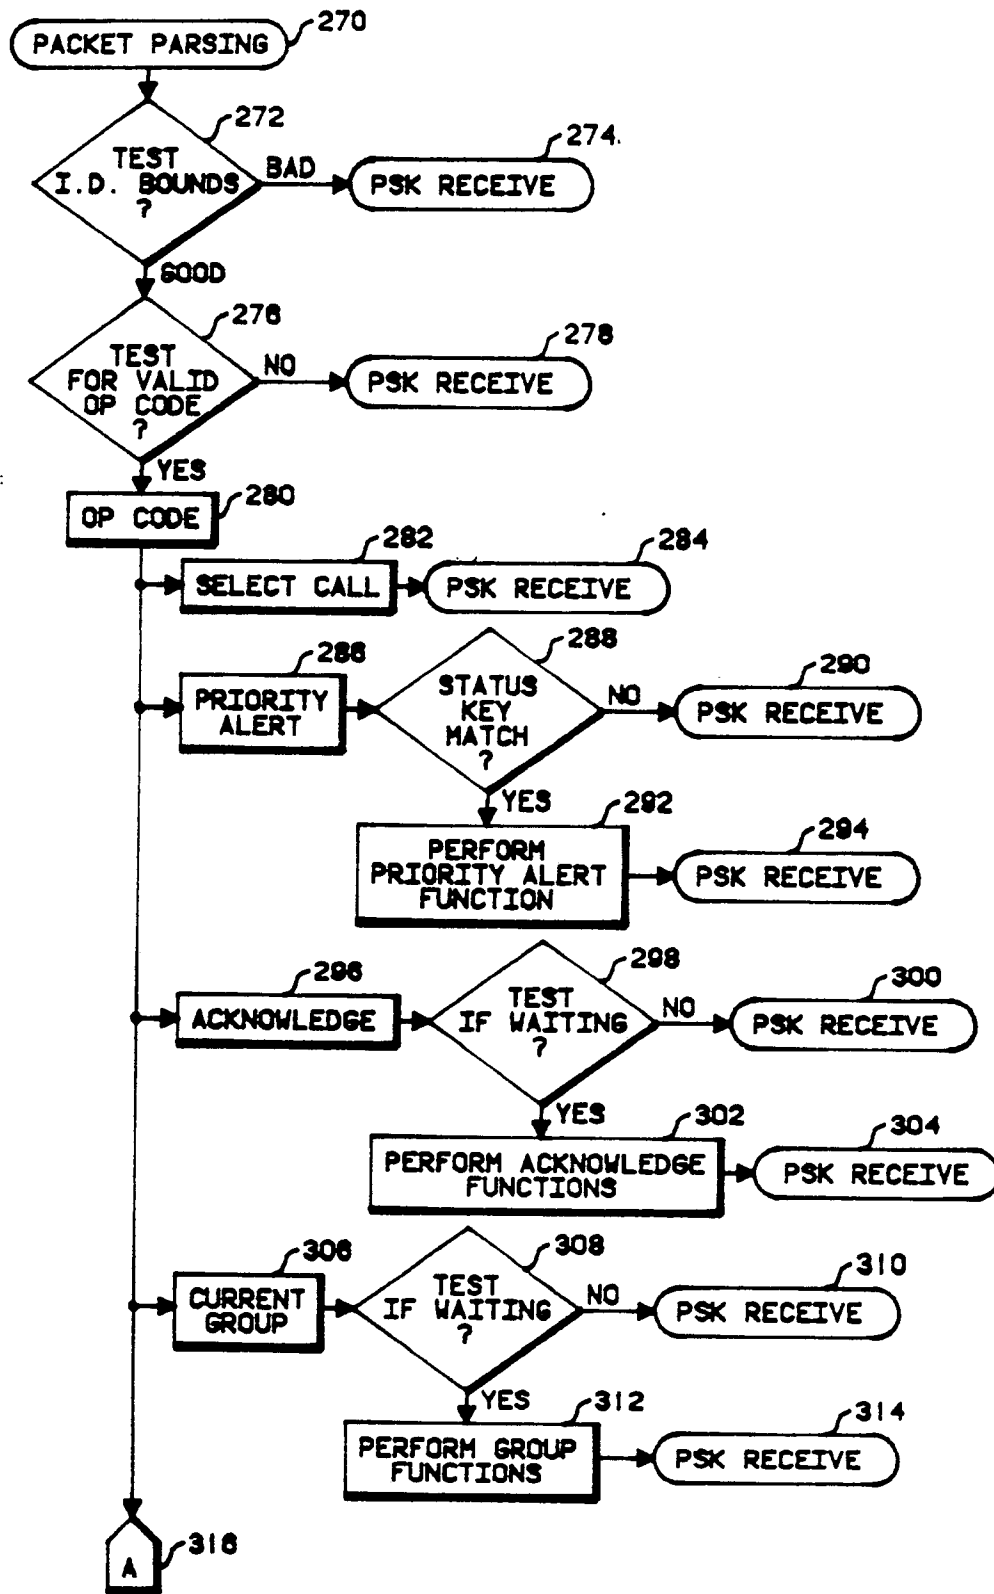 PACKET PARSING
270
272
TEST
I.D. BOUNDS
?
BAD
274
PSK RECEIVE
GOOD
276
TEST
FOR VALID
OP CODE
?
NO
278
PSK RECEIVE
YES
OP CODE
280
282
SELECT CALL
284
PSK RECEIVE
286
PRIORITY
ALERT
288
STATUS
KEY
MATCH
?
NO
290
PSK RECEIVE
YES
292
PERFORM
PRIORITY ALERT
FUNCTION
294
PSK RECEIVE
296
ACKNOWLEDGE
298
TEST
IF WAITING
?
NO
300
PSK RECEIVE
YES
302
PERFORM ACKNOWLEDGE
FUNCTIONS
304
PSK RECEIVE
306
CURRENT
GROUP
308
TEST
IF WAITING
?
NO
310
PSK RECEIVE
YES
312
PERFORM GROUP
FUNCTIONS
314
PSK RECEIVE
A
316